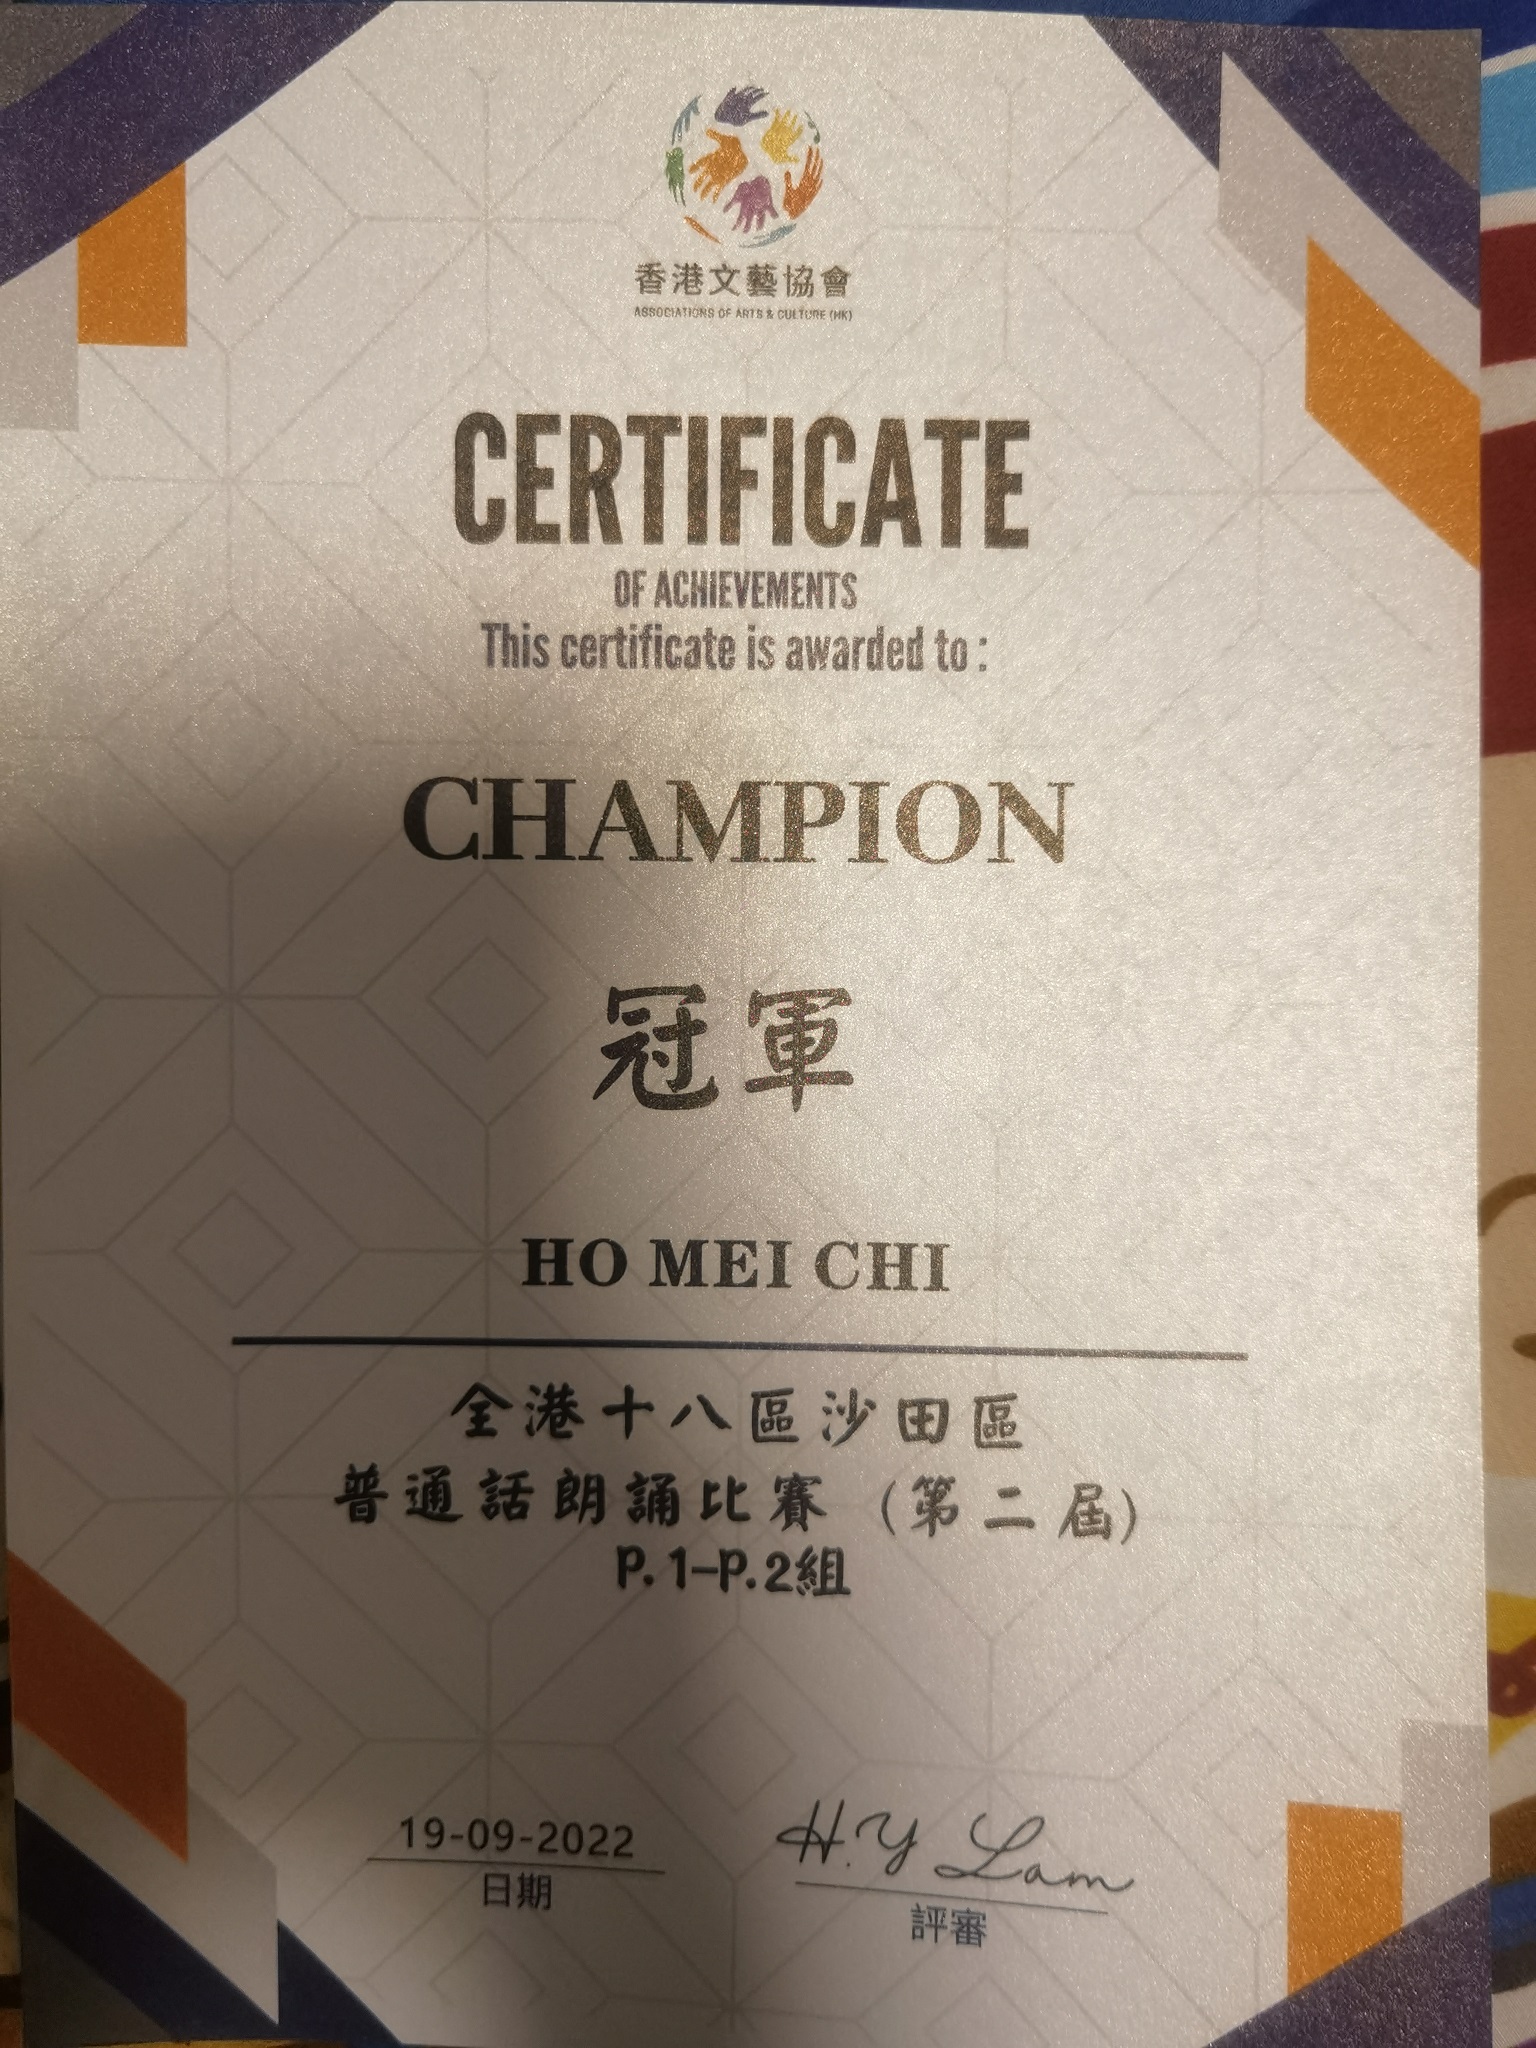 香港文藝協會
ASSOCIATIONS OF ARTS & CULTURE (HK)
CERTIFICATE
OF ACHIEVEMENTS
This certificate is awarded to :
CHAMPION
冠軍
HO MEI CHI
全港十八區沙田區
普通話朗誦比賽 (第二屆)
P.1-P.2組
19-09-2022
日期
H.Y Lam
評審